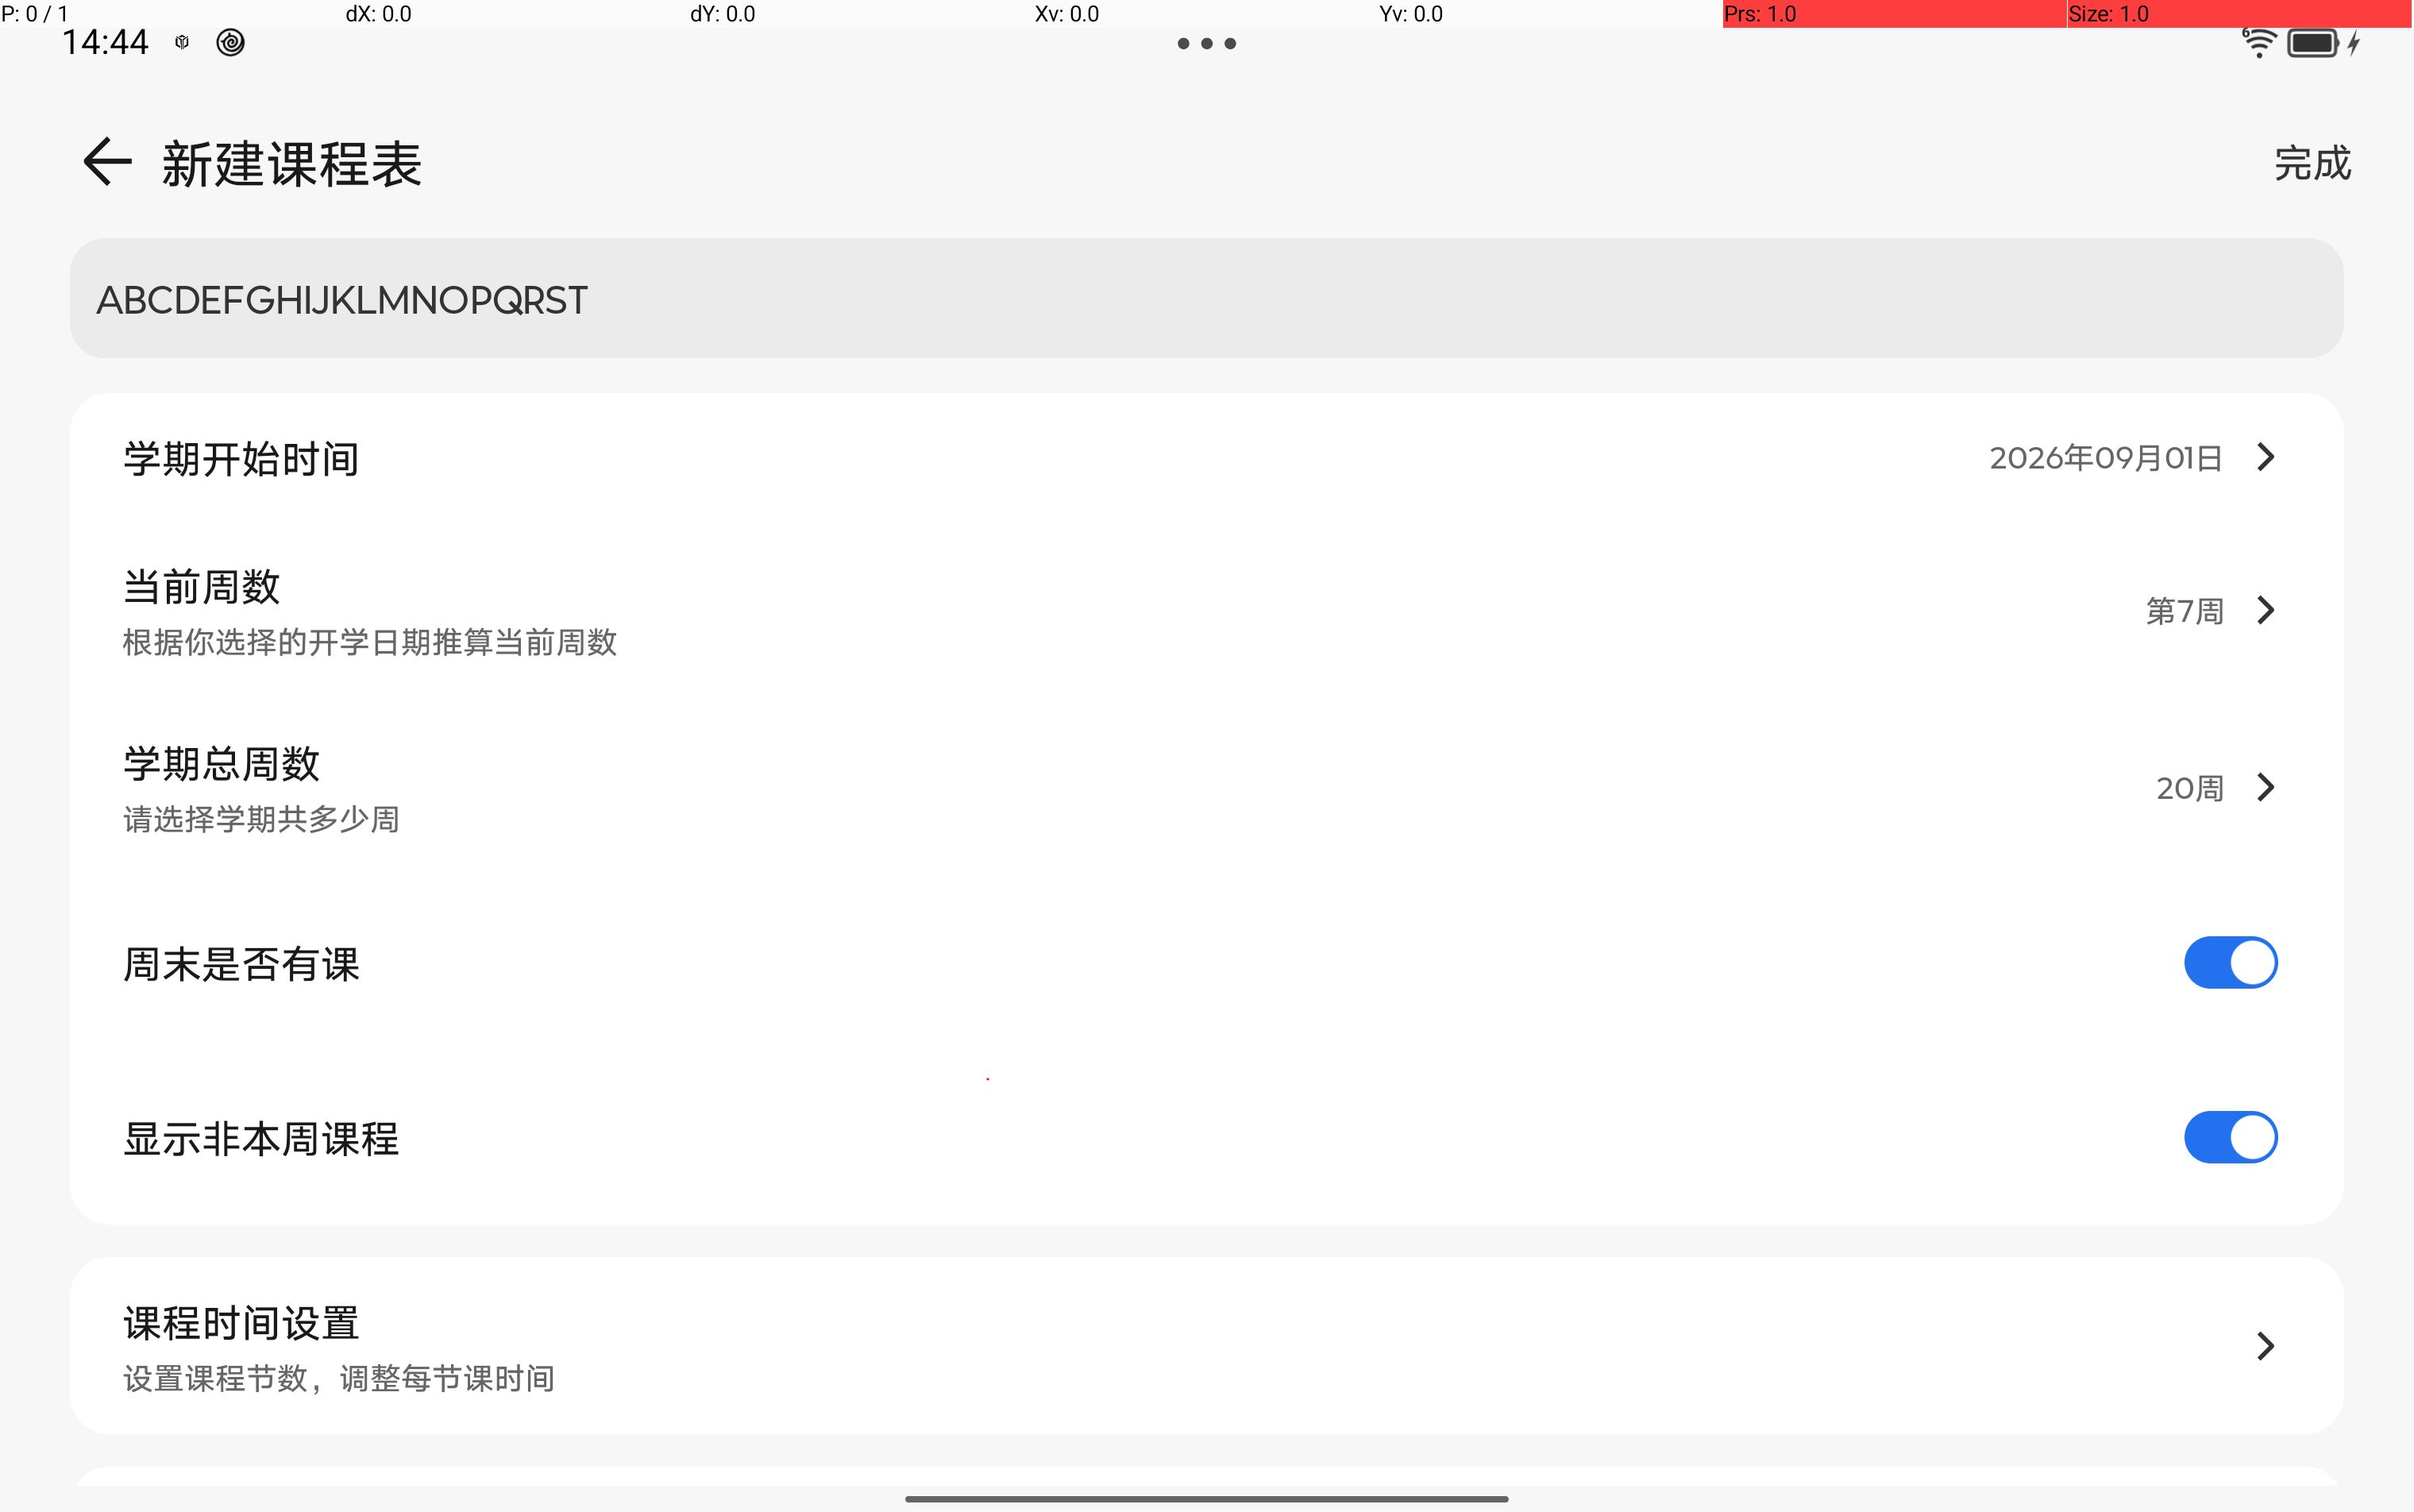 P: 0 / 1 dX: 0.0 dY: 0.0 Xv: 0.0 Yv: 0.0 Prs: 1.0 Size: 1.0
14:44 6
新建课程表 完成
ABCDEFGHIJKLMNOPQRST
学期开始时间 2026年09月01日
当前周数 第7周
根据你选择的开学日期推算当前周数
学期总周数 20周
请选择学期共多少周
周末是否有课
显示非本周课程
课程时间设置
设置课程节数，调整每节课时间